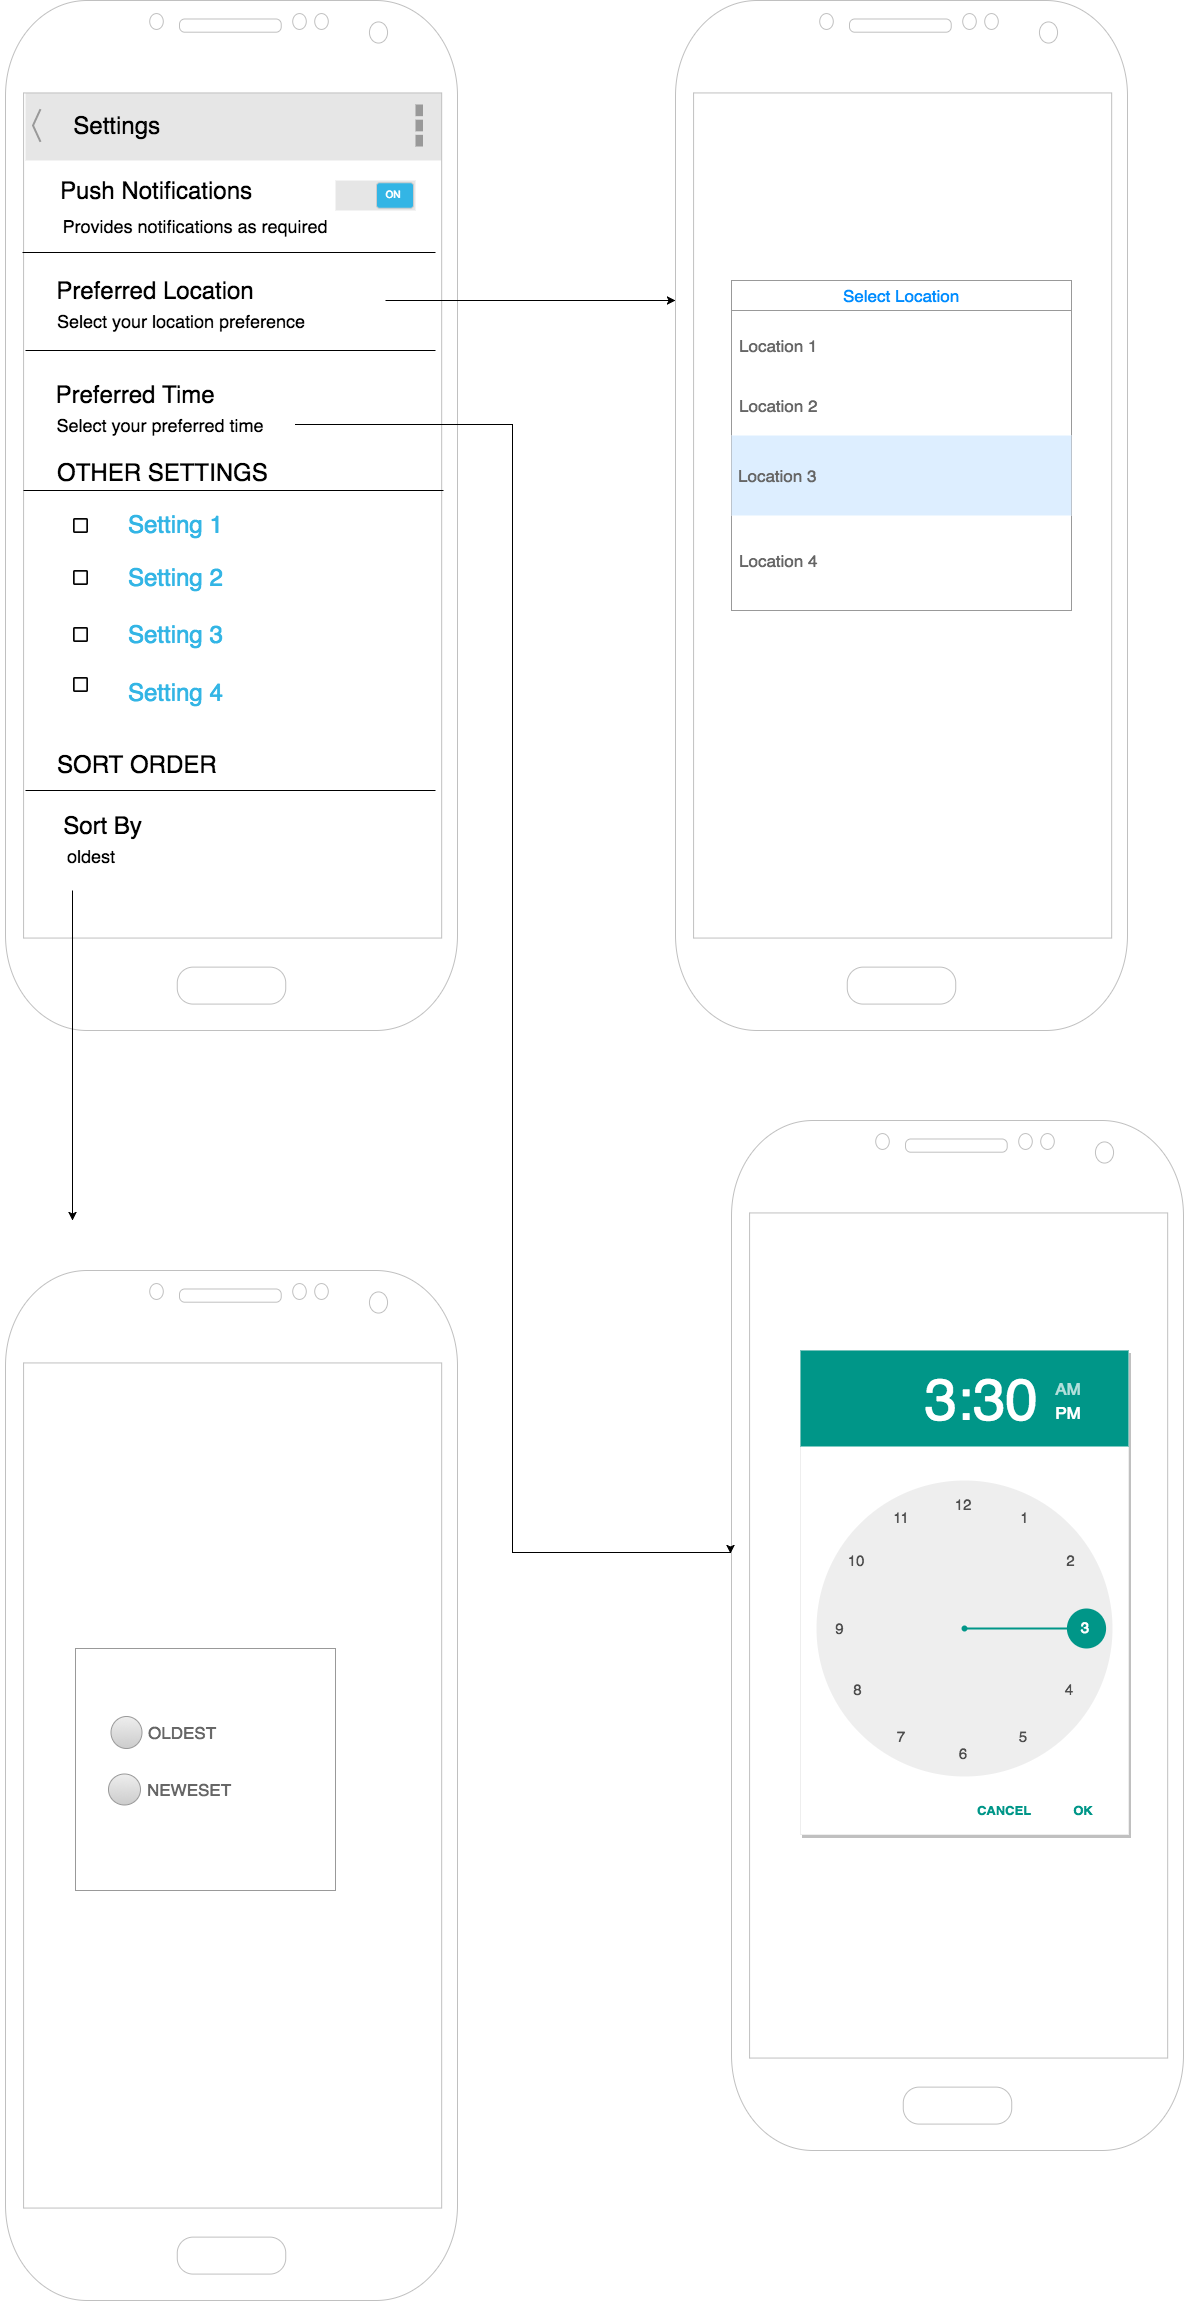 Settings
Push Notifications
ON
Provides notifications as required
Preferred Location
Select your location preference
Preferred Time
Select your preferred time
OTHER SETTINGS
Setting 1
Setting 2
Setting 3
Setting 4
SORT ORDER
Sort By
oldest
Select Location
Location 1
Location 2
Location 3
Location 4
OLDEST
NEWESET
3:30
AM
PM
12
1
2
3
4
5
6
7
8
9
10
11
CANCEL OK